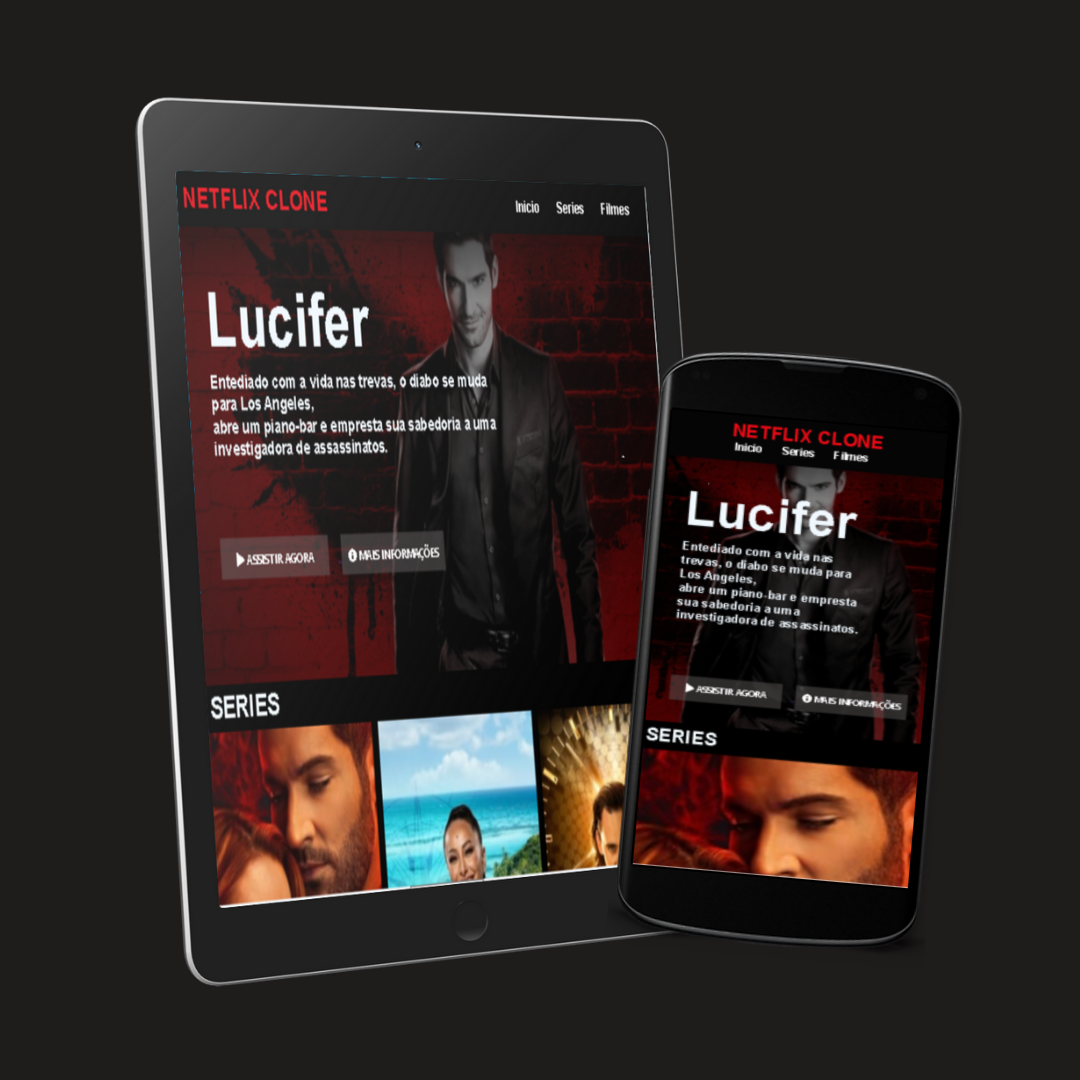 NETFLIX CLONE
Inicio Series Filmes
Lucifer
Entediado com a vida nas trevas, o diabo se muda
para Los Angeles,
abre um piano-bar e empresta sua sabedoria a uma
investigadora de assassinatos.
ASSISTIR AGORA MAIS INFORMAÇÕES
SERIES
NETFLIX CLONE
Inicio Series Filmes
Lucifer
Entediado com a vida nas
trevas, o diabo se muda para
Los Angeles,
abre um piano-bar e empresta
sua sabedoria a uma
investigadora de assassinatos.
ASSISTIR AGORA MAIS INFORMAÇÕES
SERIES